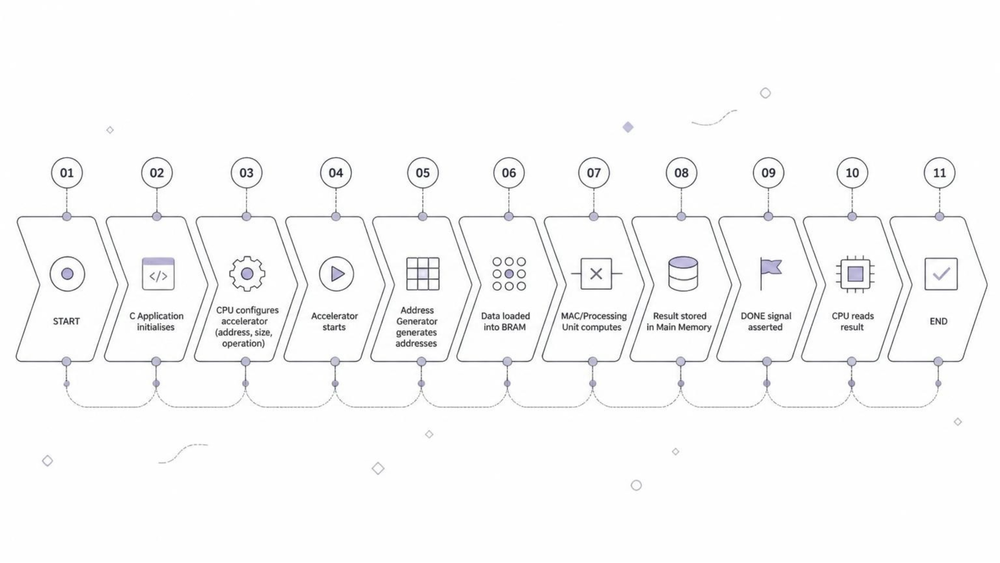 01
02
03
04
05
06
07
08
09
10
11
START
</>
C Application
initialises
CPU configures
accelerator
(address, size,
operation)
Accelerator
starts
Address
Generator
generates
addresses
Data loaded
into BRAM
MAC/Processing
Unit computes
Result stored
in Main Memory
DONE signal
asserted
CPU reads
result
END